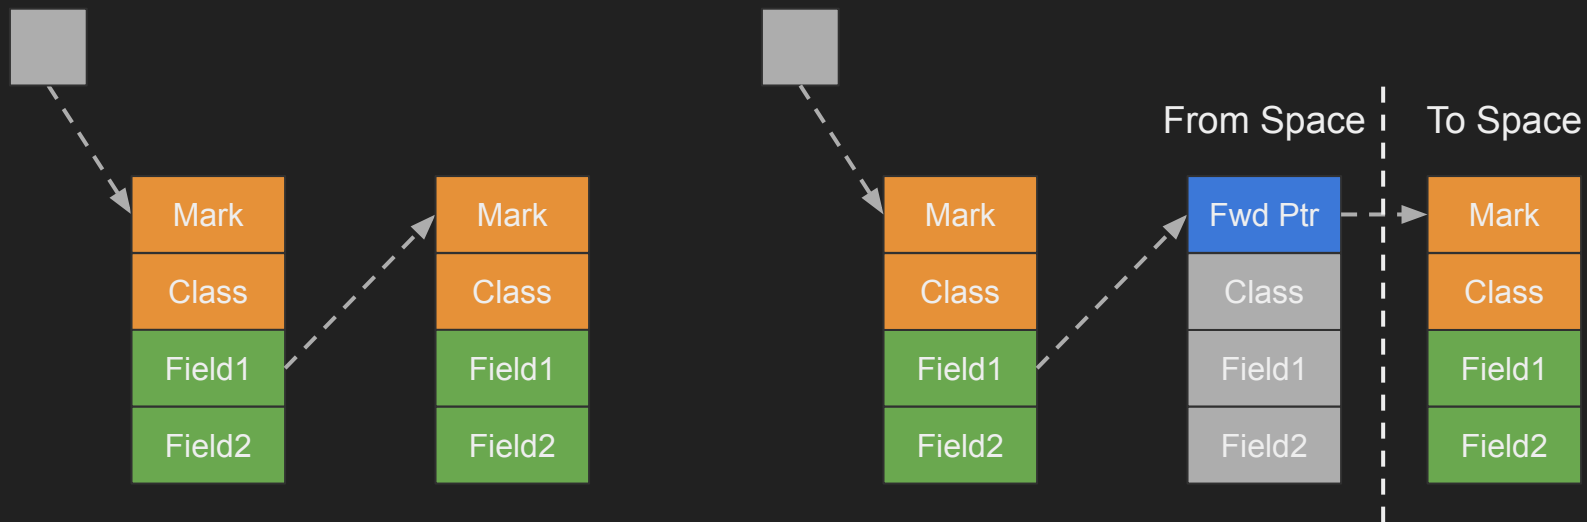 From Space To Space
Mark Mark Mark Fwd Ptr Mark
Class Class Class Class Class
Field1 Field1 Field1 Field1 Field1
Field2 Field2 Field2 Field2 Field2